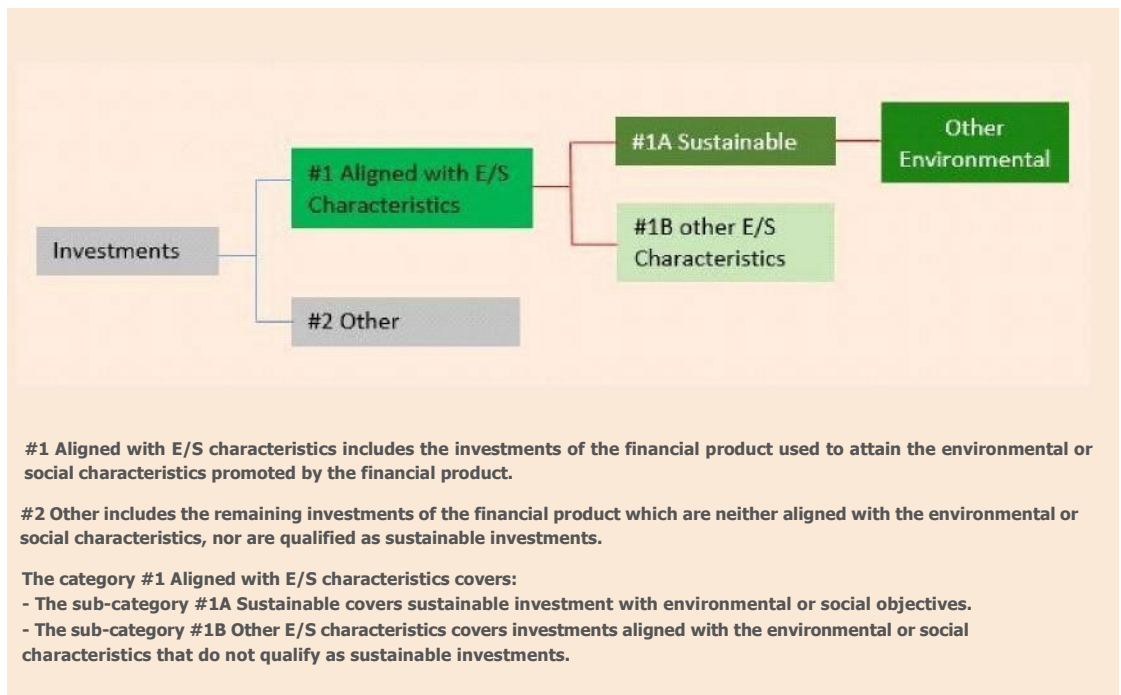 Other
Environmental
#1A Sustainable
#1 Aligned with E/S
Characteristics
#1B other E/S
Characteristics
Investments
#2 Other
#1 Aligned with E/S characteristics includes the investments of the financial product used to attain the environmental or
social characteristics promoted by the financial product.
#2 Other includes the remaining investments of the financial product which are neither aligned with the environmental or
social characteristics, nor are qualified as sustainable investments.
The category #1 Aligned with E/S characteristics covers:
- The sub-category #1A Sustainable covers sustainable investment with environmental or social objectives.
- The sub-category #1B Other E/S characteristics covers investments aligned with the environmental or social
characteristics that do not qualify as sustainable investments.